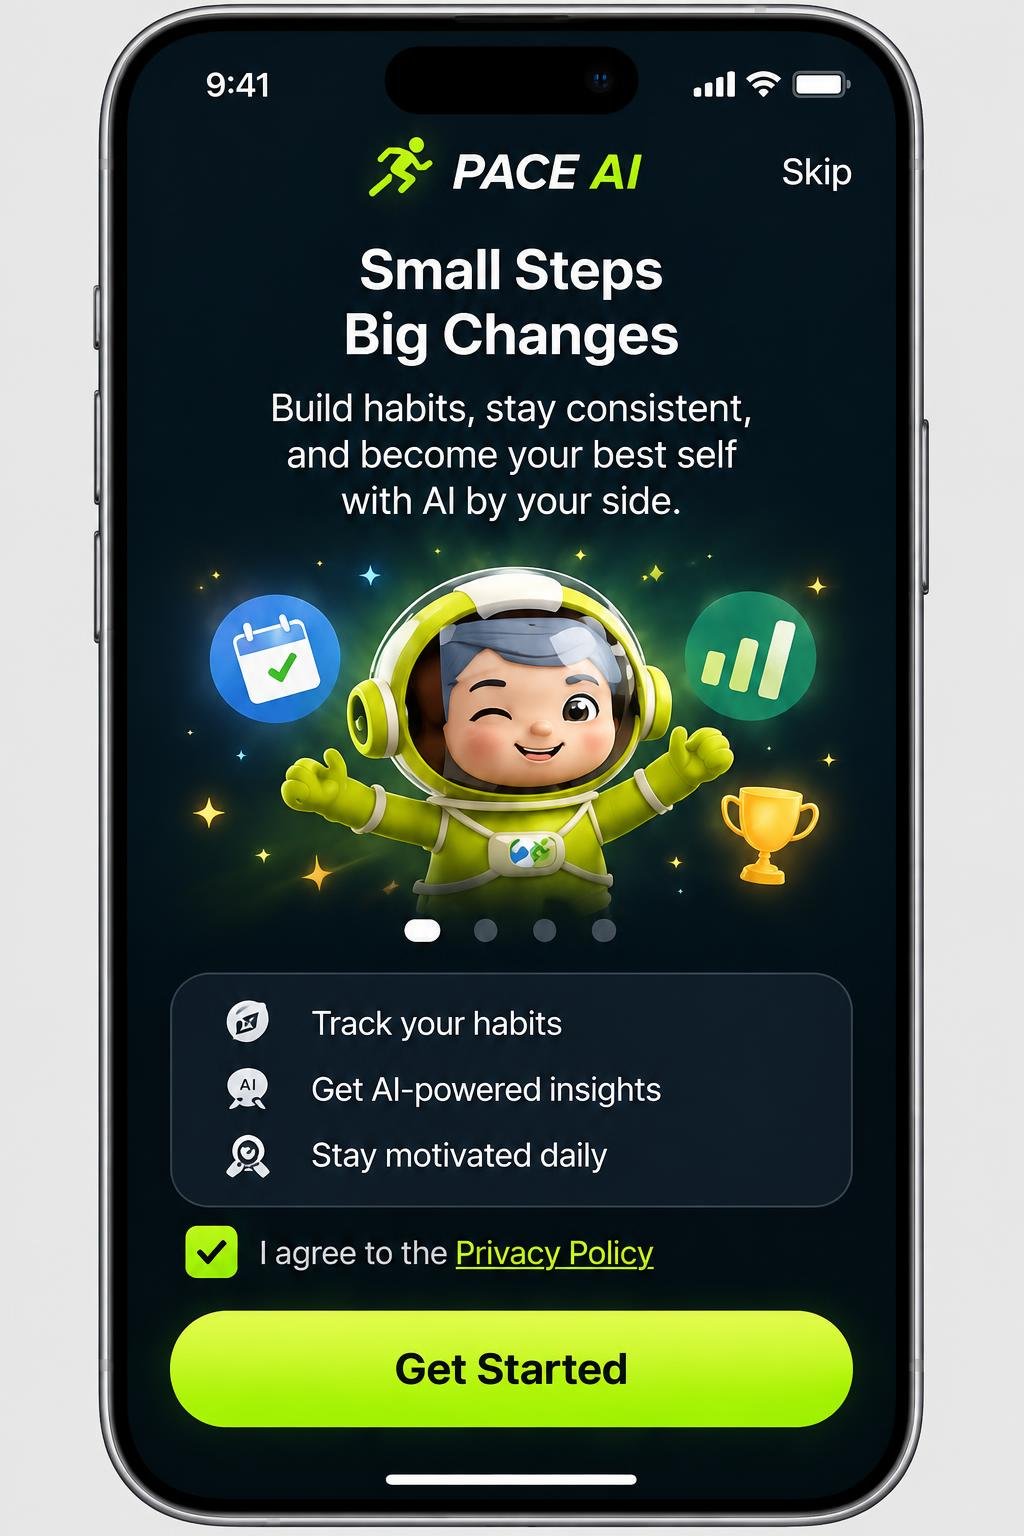 9:41
PACE AI
Skip
Small Steps
Big Changes
Build habits, stay consistent,
and become your best self
with AI by your side.
Track your habits
AI
Get AI-powered insights
Stay motivated daily
I agree to the Privacy Policy
Get Started